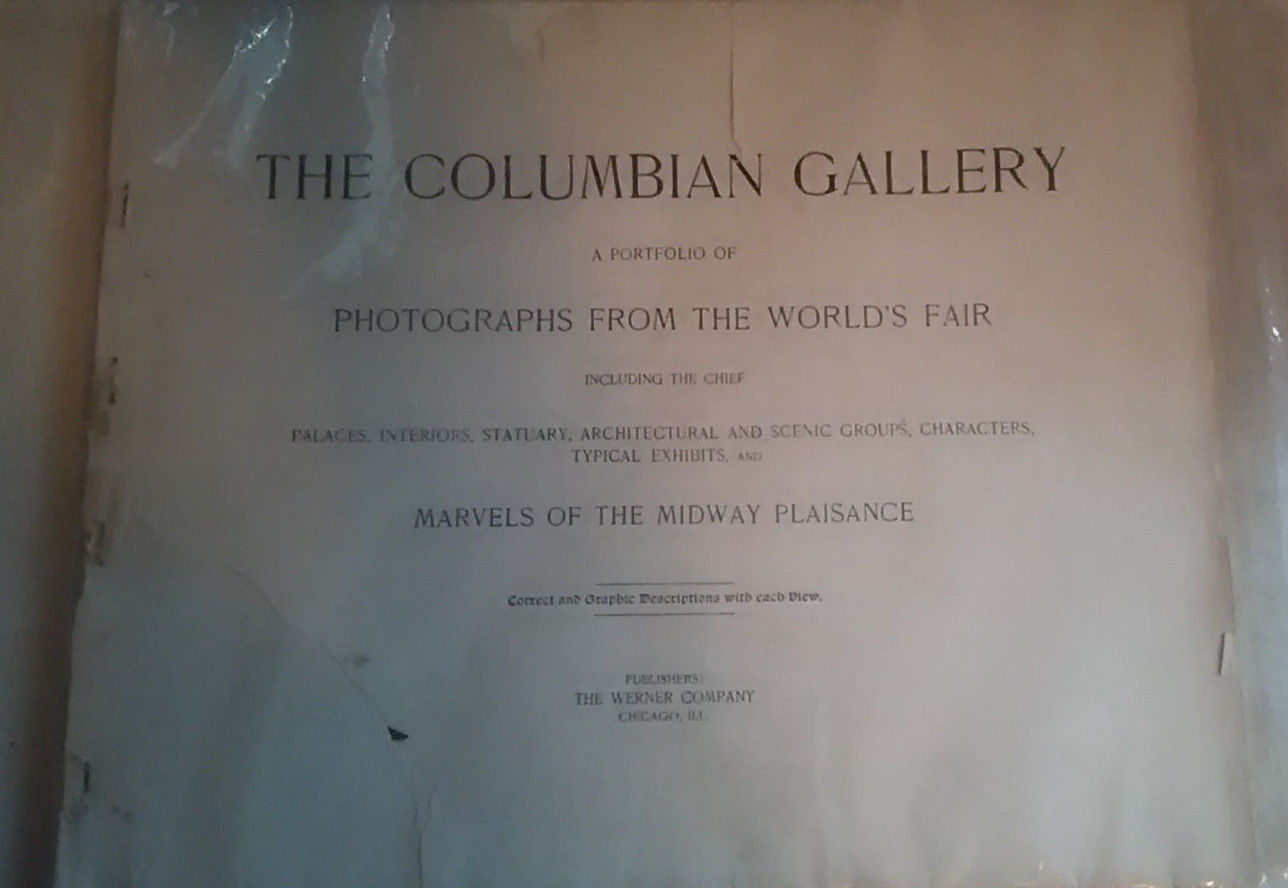 THE COLUMBIAN GALLERY
A PORTFOLIO OF
PHOTOGRAPHS FROM THE WORLD'S FAIR
INCLUDING THE CHIEF
PALACES, INTERIORS, STATUARY, ARCHITECTURAL AND SCENIC GROUPS, CHARACTERS,
TYPICAL EXHIBITS, AND
MARVELS OF THE MIDWAY PLAISANCE
Correct and Graphic Descriptions with each View.
PUBLISHERS:
THE WERNER COMPANY
CHICAGO, ILL.